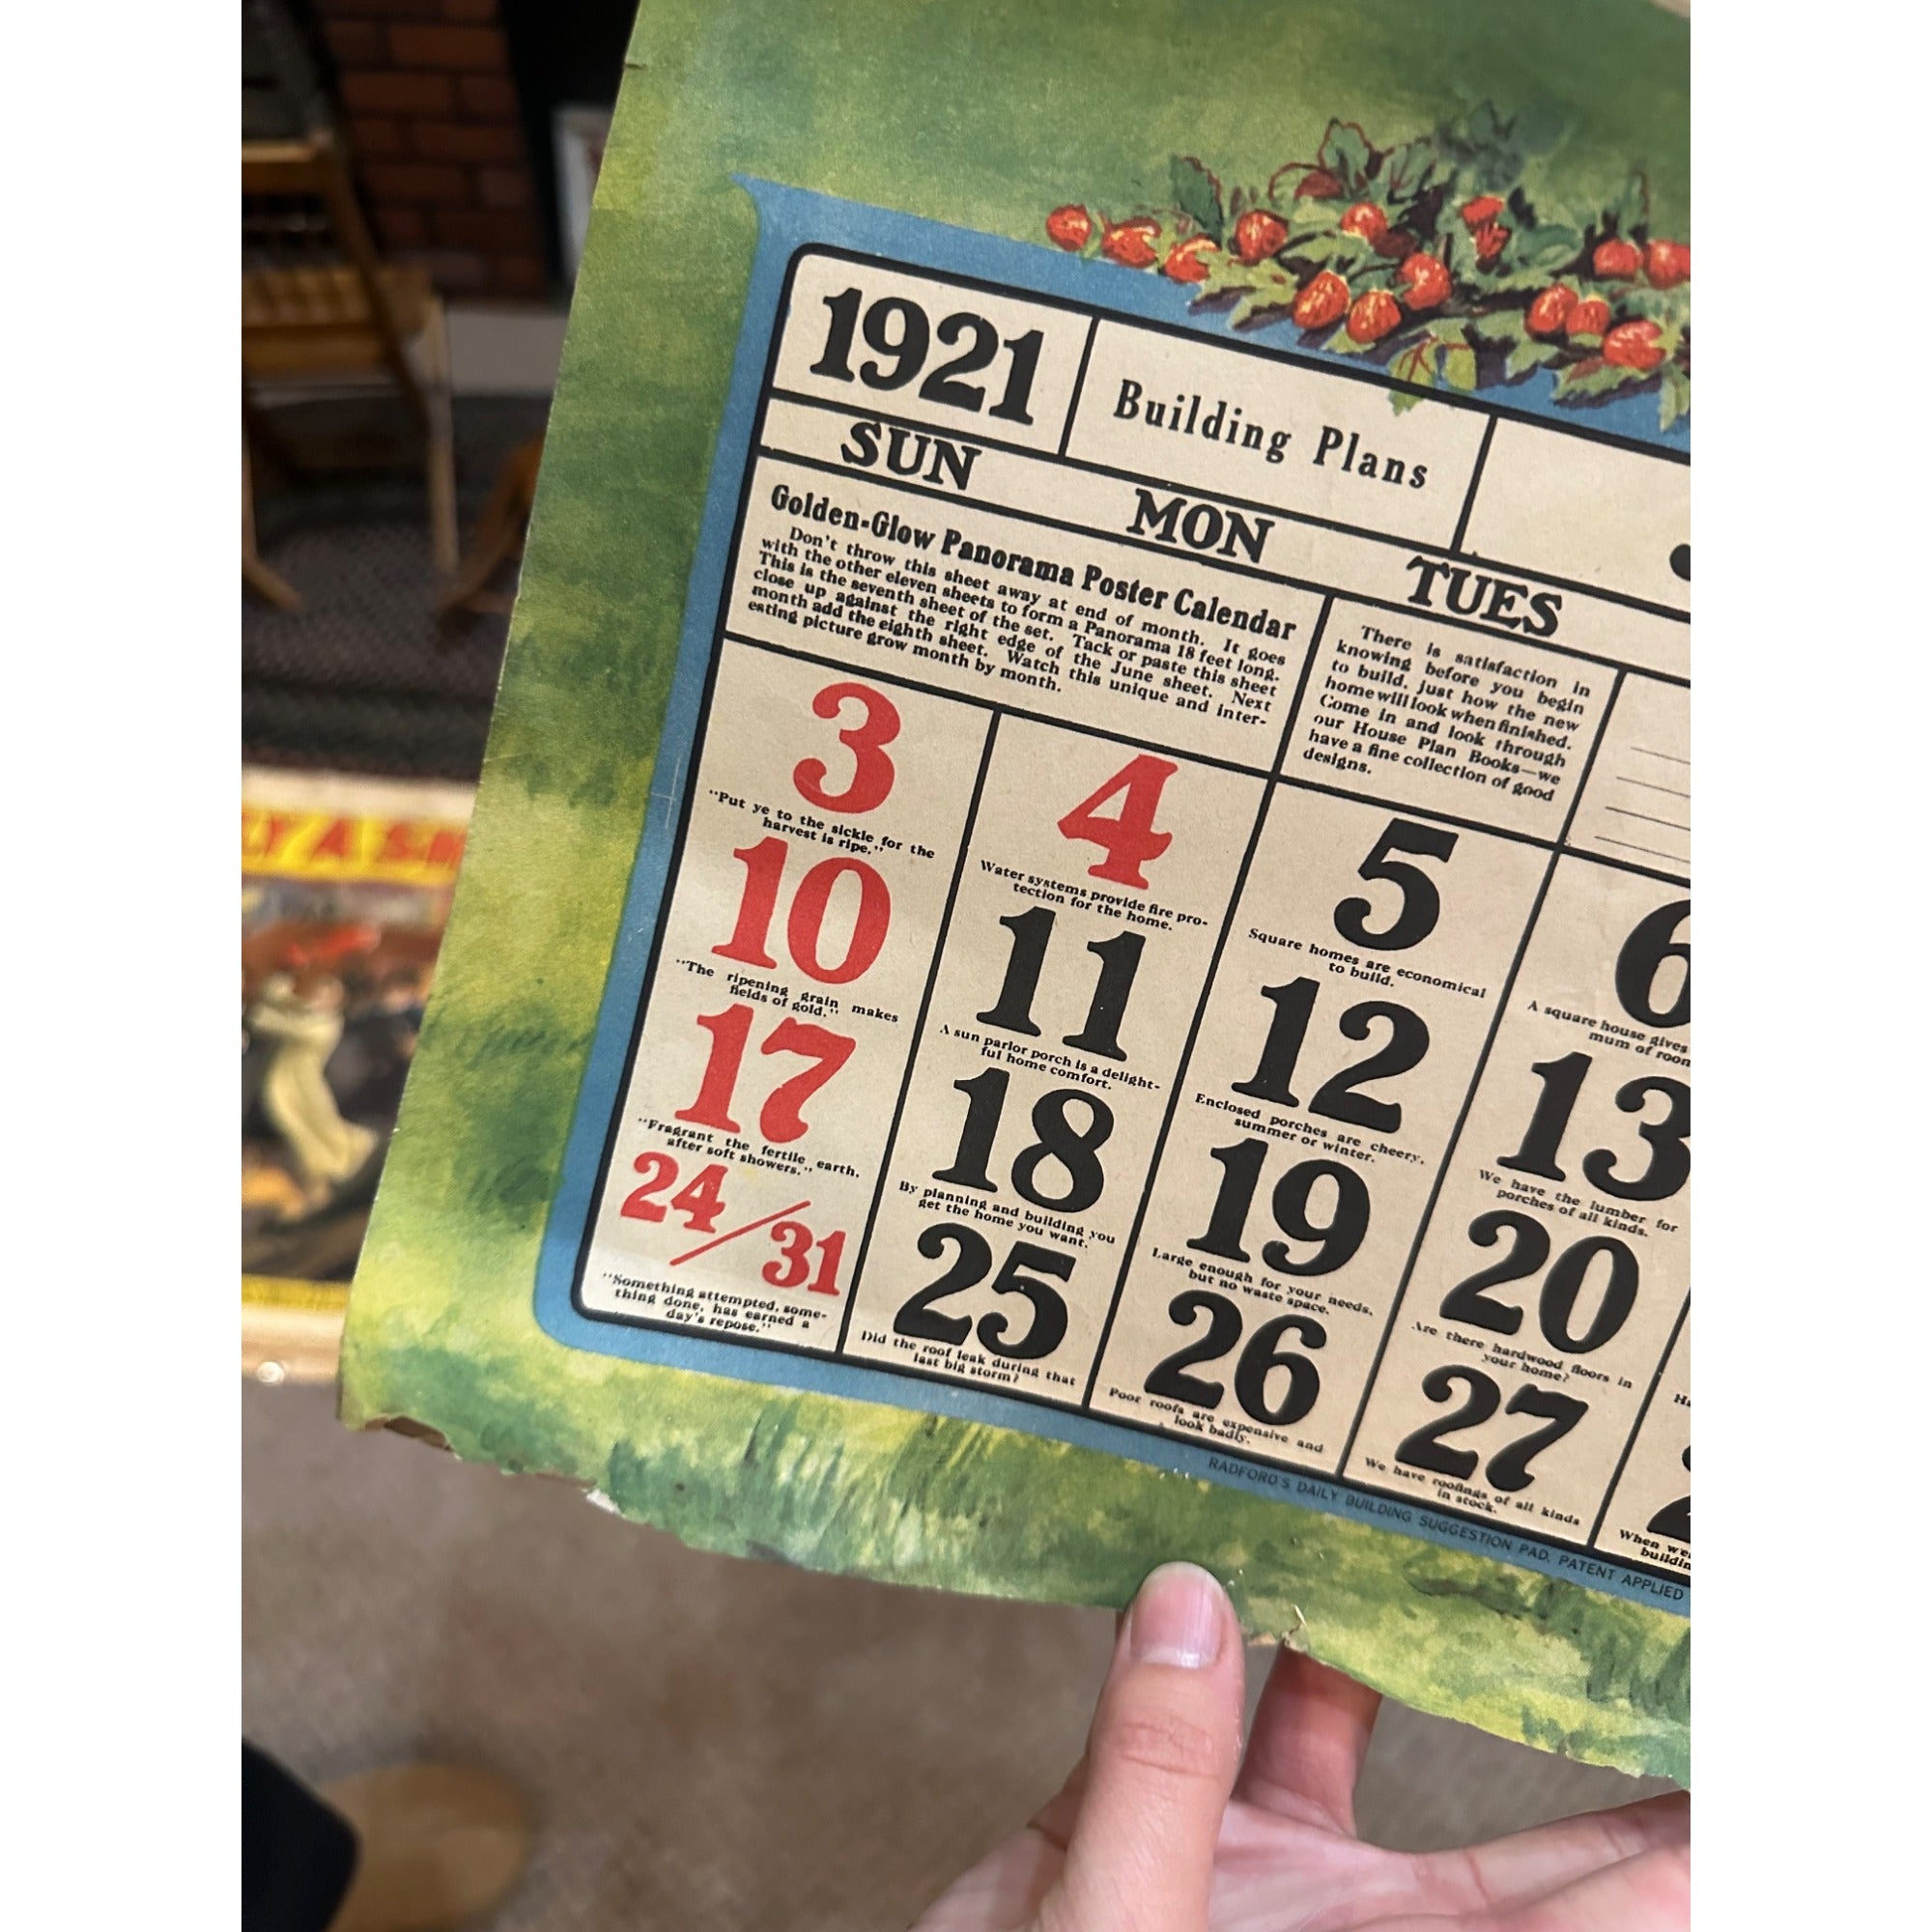 1921
Building Plans
SUN MON TUES
Golden-Glow Panorama Poster Calendar
Don't throw this sheet away at end of month. It goes
with the other eleven sheets to form a Panorama 18 feet long.
This is the seventh sheet of the set. Tack or paste this sheet
close up against the right edge of the June sheet. Next
month add the eighth sheet. Watch this unique and inter-
esting picture grow month by month.
There is satisfaction in
knowing before you begin
to build, just how the new
home will look when finished.
Come in and look through
our House Plan Books—we
have a fine collection of good
designs.
3
"Put ye to the sickle for the
harvest is ripe."
4
Water systems provide fire pro-
tection for the home.
5
Square homes are economical
to build.
6
A square house gives
mum of room
10
"The ripening grain makes
fields of gold."
11
A sun parlor porch is a delight-
ful home comfort.
12
Enclosed porches are cheery,
summer or winter.
13
We have the lumber for
porches of all kinds.
17
"Fragrant the fertile earth,
after soft showers."
18
By planning and building you
get the home you want.
19
Large enough for your needs,
but no waste space.
20
Are there hardwood floors in
your home?
24/31
"Something attempted, some-
thing done, has earned a
day's repose."
25
Did the roof leak during that
last big storm?
26
Poor roofs are expensive and
look badly.
27
We have roofings of all kinds
in stock.
When we
buildin
RADFORD'S DAILY BUILDING SUGGESTION PAD. PATENT APPLIED